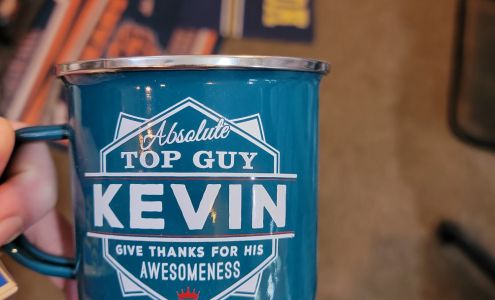 Absolute
TOP GUY
KEVIN
GIVE THANKS FOR HIS
AWESOMENESS